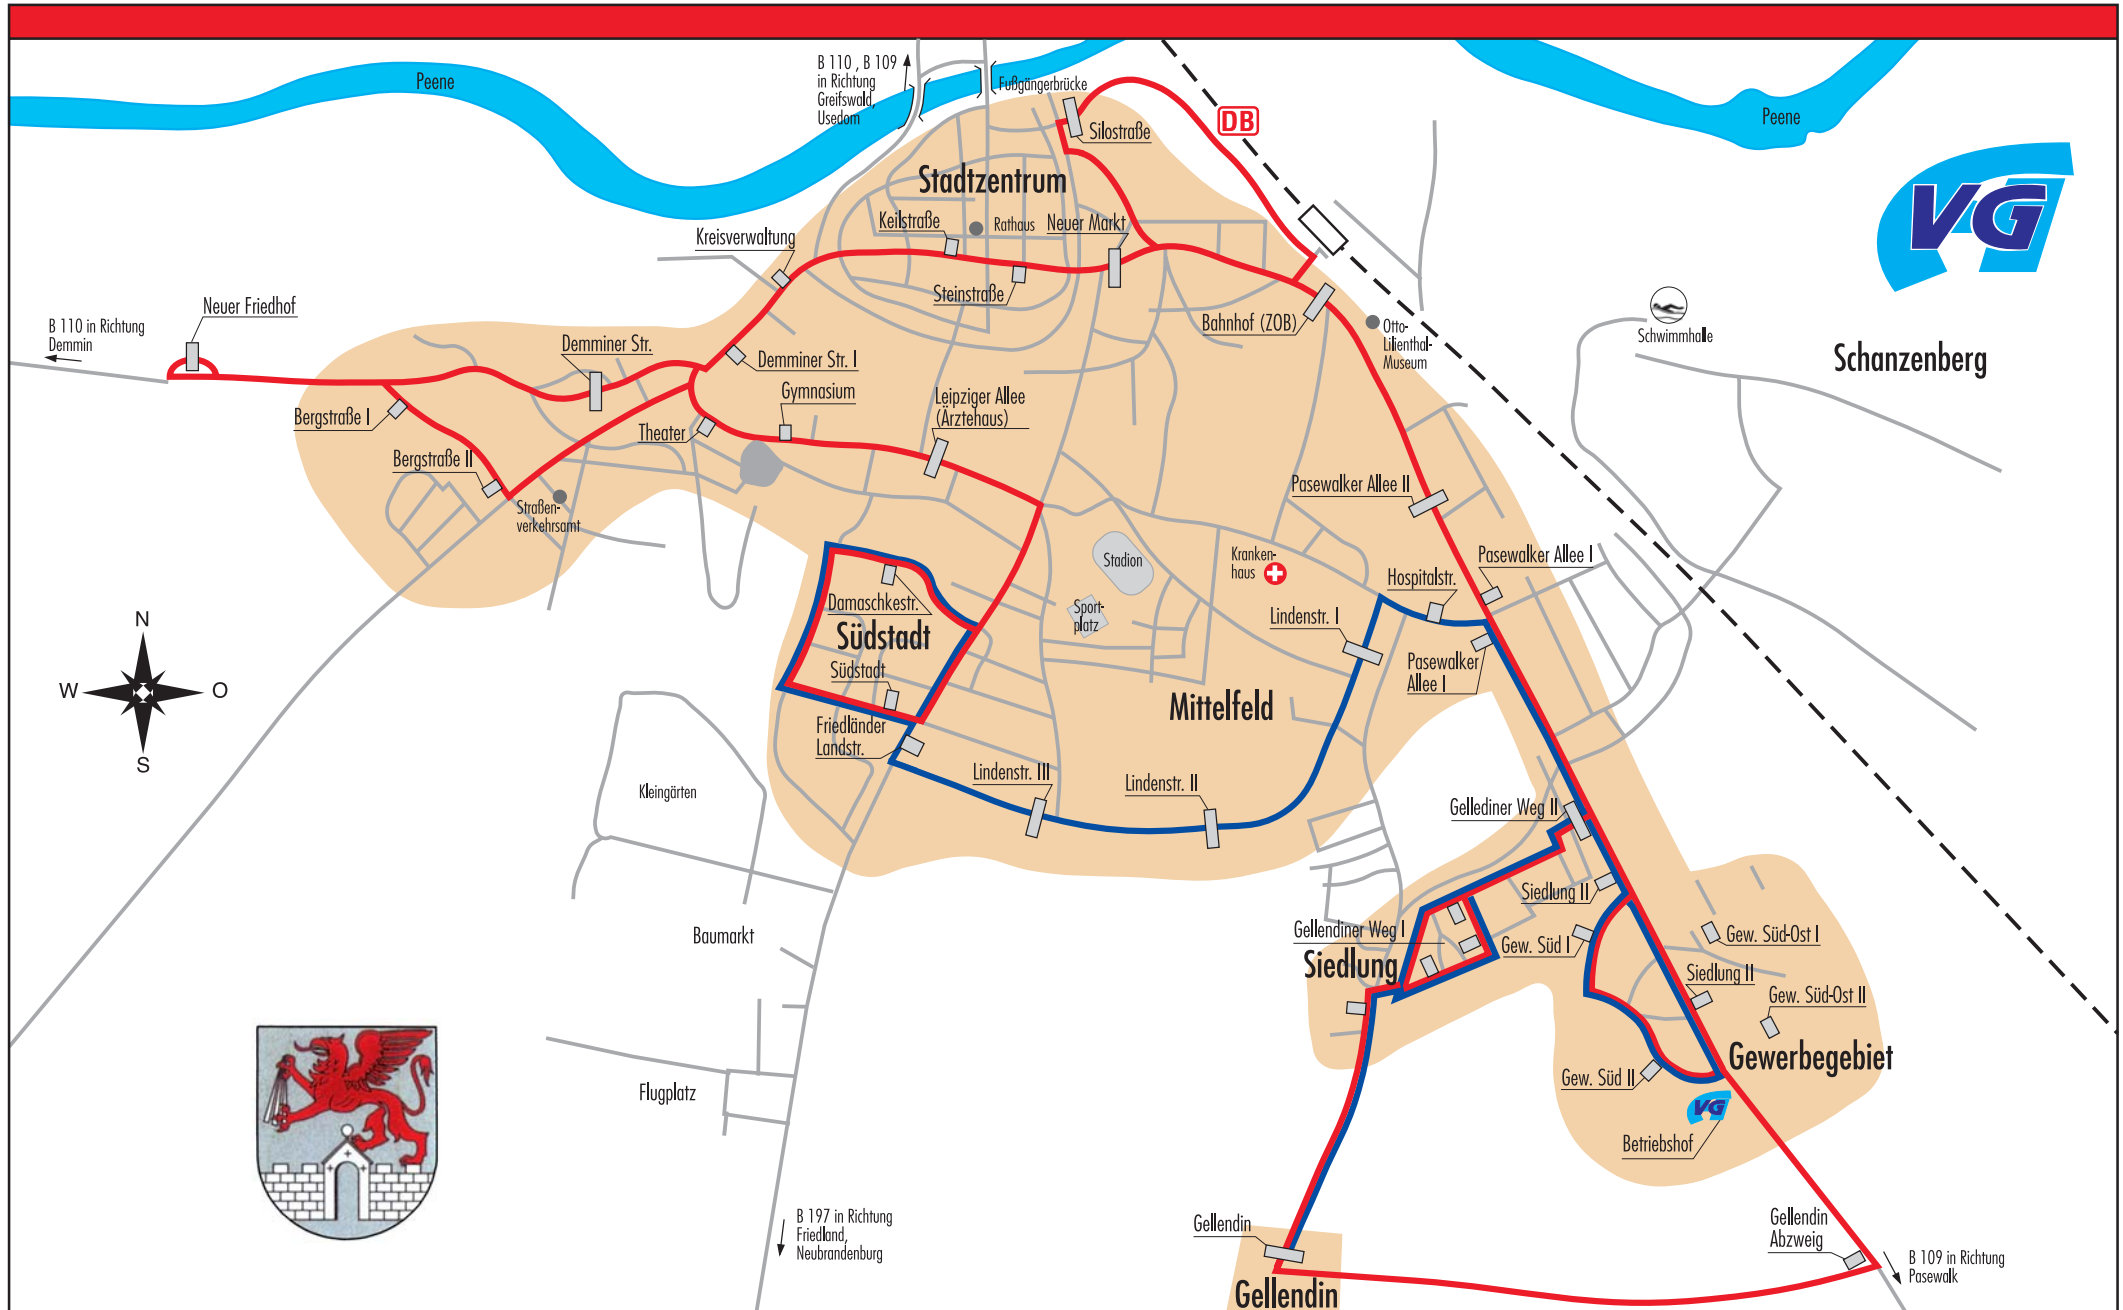 B 110 , B 109
in Richtung
Greifswald,
Usedom
Peene
Fußgängerbrücke
DB
Peene
Silostraße
VG
Stadtzentrum
Keilstraße
Rathaus
Neuer Markt
Kreisverwaltung
Steinstraße
Neuer Friedhof
B 110 in Richtung
Demmin
Bahnhof (ZOB)
Otto-
Lilienthal-
Museum
Schwimmhalle
Schanzenberg
Demminer Str.
Demminer Str. I
Gymnasium
Leipziger Allee
(Ärztehaus)
Bergstraße I
Theater
Bergstraße II
Straßen-
verkehrsamt
Pasewalker Allee II
Stadion
Kranken-
haus
Pasewalker Allee I
Hospitalstr.
Damaschkestr.
Sport-
platz
Lindenstr. I
Südstadt
Südstadt
Pasewalker
Allee I
N
W
O
S
Mittelfeld
Friedländer
Landstr.
Lindenstr. III
Lindenstr. II
Kleingärten
Gellediner Weg II
Siedlung II
Baumarkt
Gellendiner Weg I
Gew. Süd I
Gew. Süd-Ost I
Siedlung
Siedlung II
Gew. Süd-Ost II
Gewerbegebiet
Gew. Süd II
Flugplatz
VG
Betriebshof
B 197 in Richtung
Friedland,
Neubrandenburg
Gellendin
Gellendin
Abzweig
B 109 in Richtung
Pasewalk
Gellendin